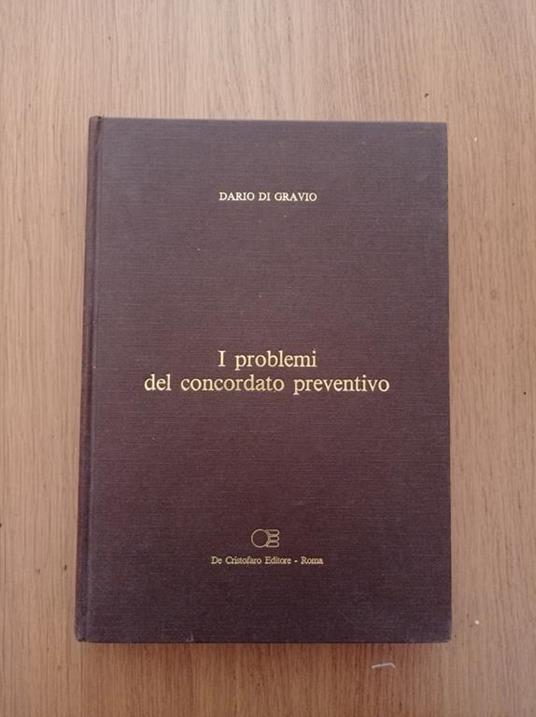 DARIO DI GRAVIO
I problemi
del concordato preventivo
De Cristofaro Editore - Roma